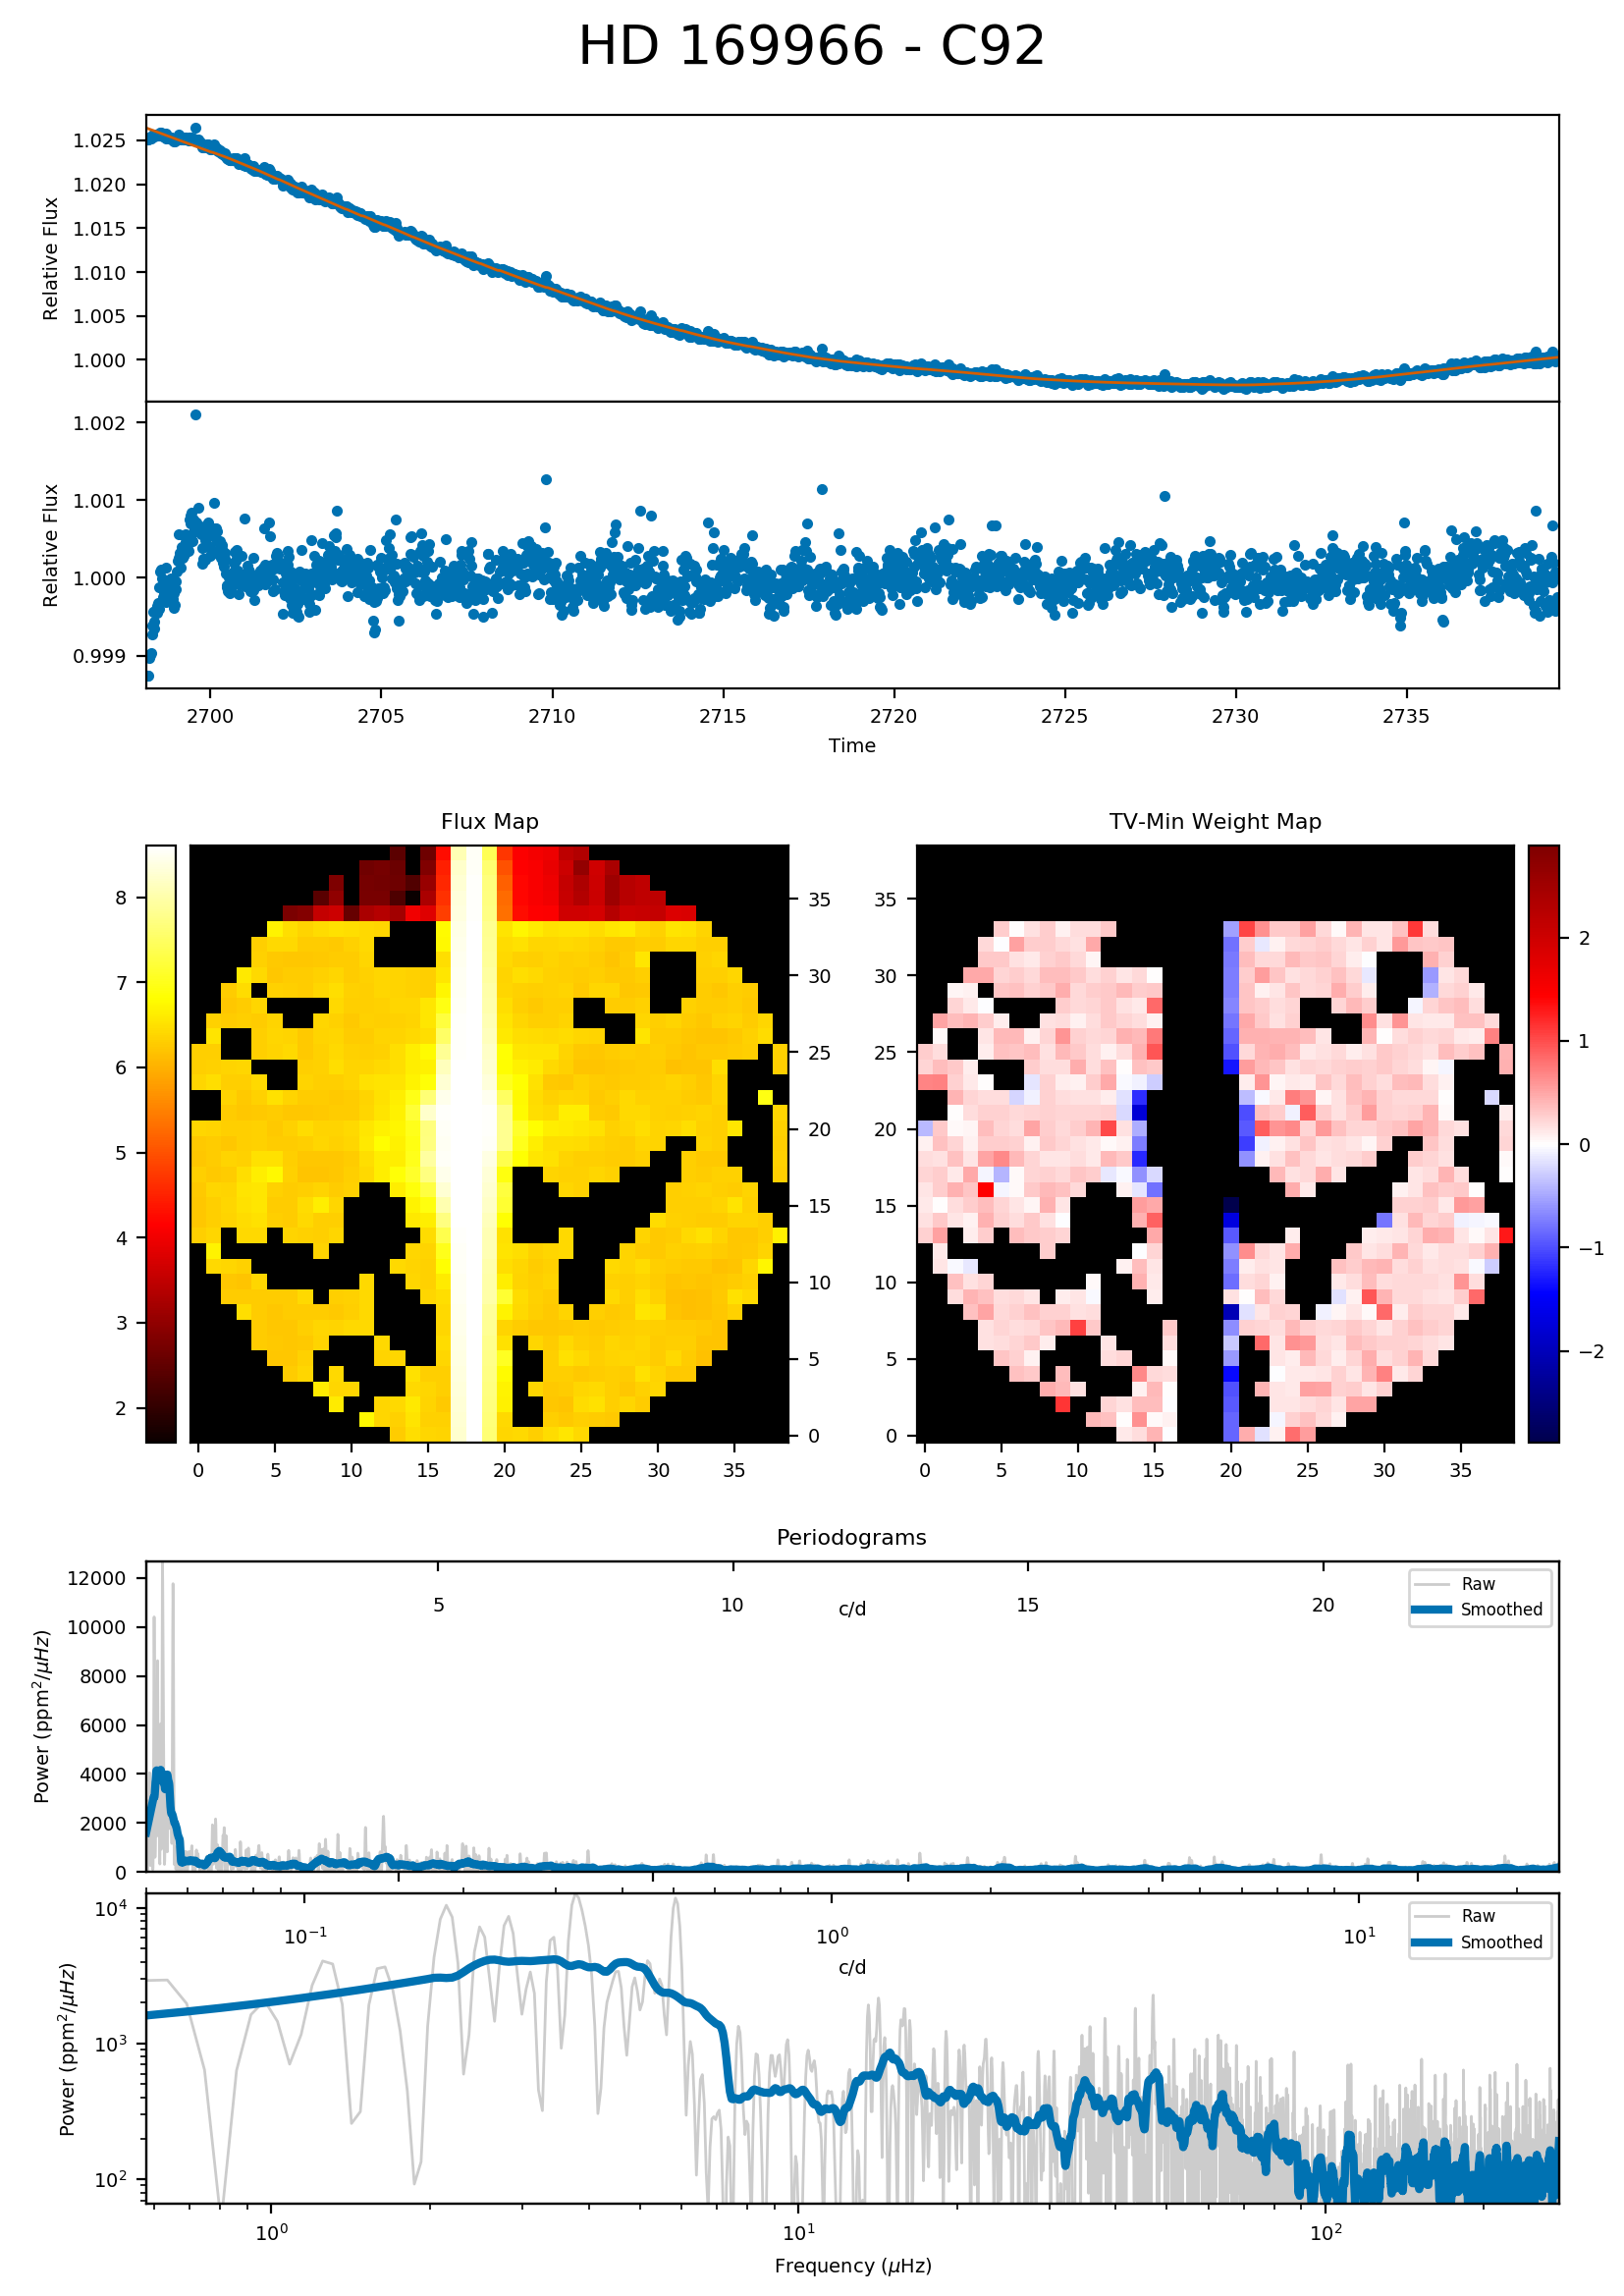 HD 169966 - C92
1.025
1.020
1.015
1.010
1.005
1.000
Relative Flux
1.002
1.001
1.000
0.999
Relative Flux
2700 2705 2710 2715 2720 2725 2730 2735
Time
Flux Map
TV-Min Weight Map
8
7
6
5
4
3
2
35
30
25
20
15
10
5
0
0 5 10 15 20 25 30 35
35
30
25
20
15
10
5
0
0 5 10 15 20 25 30 35
2
1
0
−1
−2
Periodograms
12000
10000
8000
6000
4000
2000
0
Power (ppm²/μHz)
5 10 15 20
c/d
Raw
Smoothed
10⁴
10³
10²
Power (ppm²/μHz)
10⁻¹ 10⁰ 10¹
c/d
Raw
Smoothed
10⁰ 10¹ 10²
Frequency (μHz)